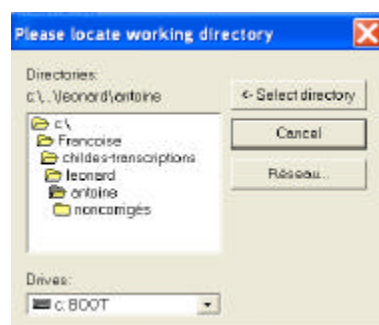 Please locate working directory
Directories:
c:\..\leonard\antoine
<- Select directory
c:\
Cancel
Francoise
childes-transcriptions
leonard
Réseau...
antoine
noncorrigés
Drives:
c: BOOT